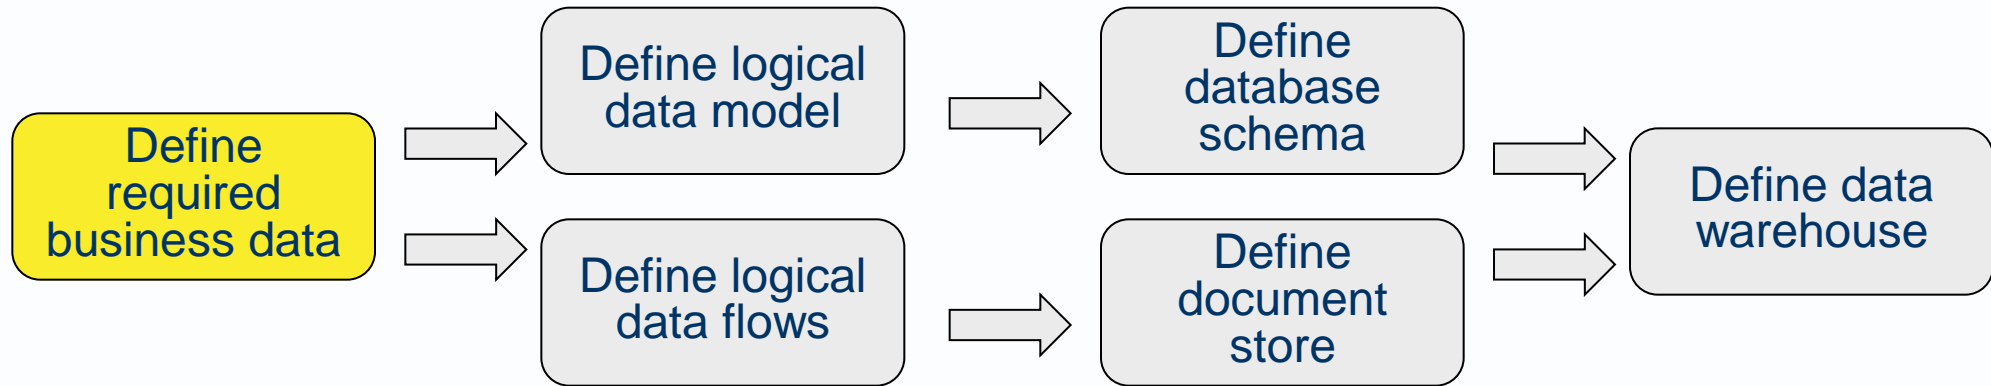 Define
required
business data
Define logical
data model
Define logical
data flows
Define
database
schema
Define
document
store
Define data
warehouse